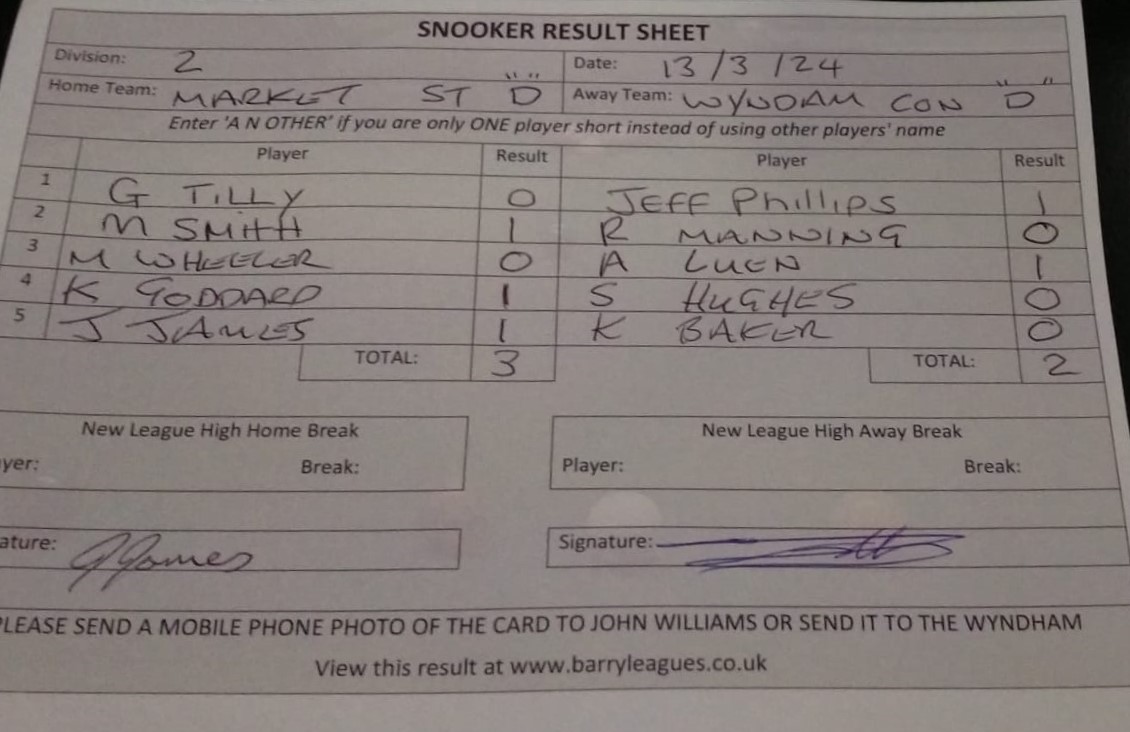 SNOOKER RESULT SHEET
Division: 2 Date: 13/3/24
Home Team: MARKET ST "D" Away Team: WYNDAM CON "D"
Enter 'A N OTHER' if you are only ONE player short instead of using other players' name
Player Result Player Result
1 G TILLY 0 JEFF Phillips 1
2 M SMITH 1 R MANNING 0
3 M WHEELER 0 A LUEN 1
4 K GODDARD 1 S HUGHES 0
5 J JAMES 1 K BAKER 0
TOTAL: 3 TOTAL: 2
New League High Home Break New League High Away Break
yer: Break: Player: Break:
ature: JJames Signature:
PLEASE SEND A MOBILE PHONE PHOTO OF THE CARD TO JOHN WILLIAMS OR SEND IT TO THE WYNDHAM
View this result at www.barryleagues.co.uk